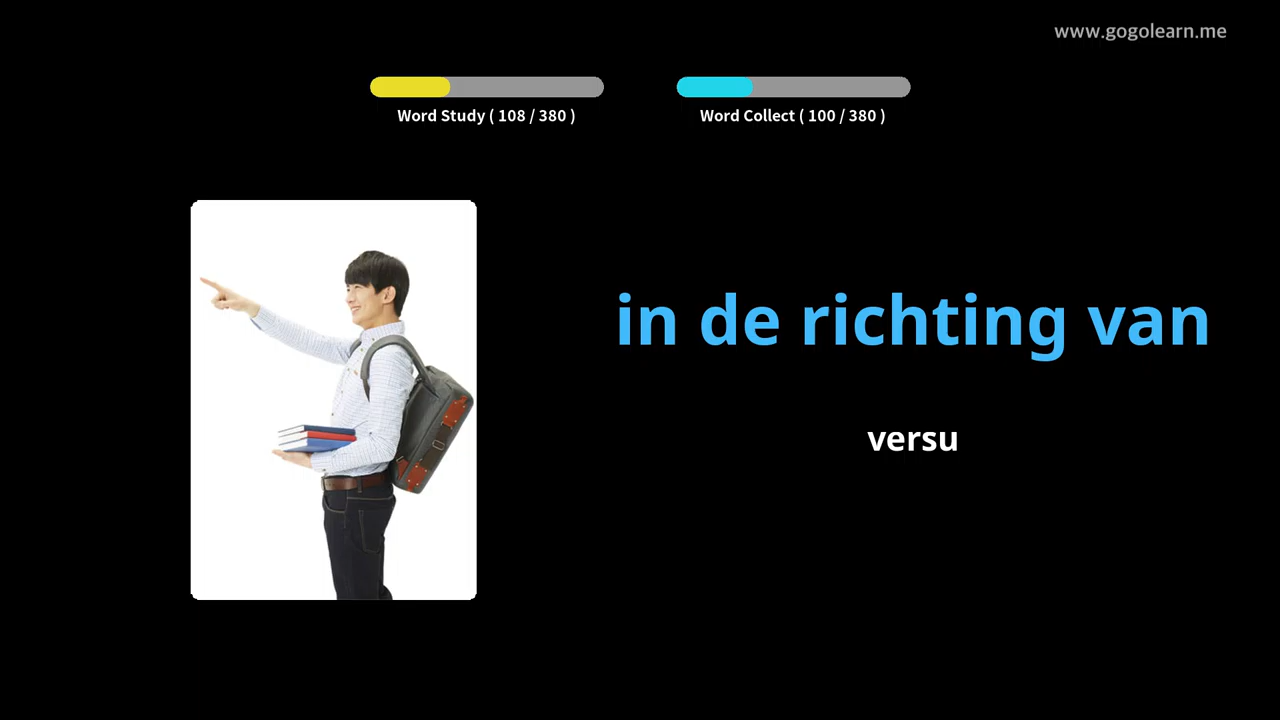 www.gogolearn.me
Word Study ( 108 / 380 )
Word Collect ( 100 / 380 )
in de richting van
versu